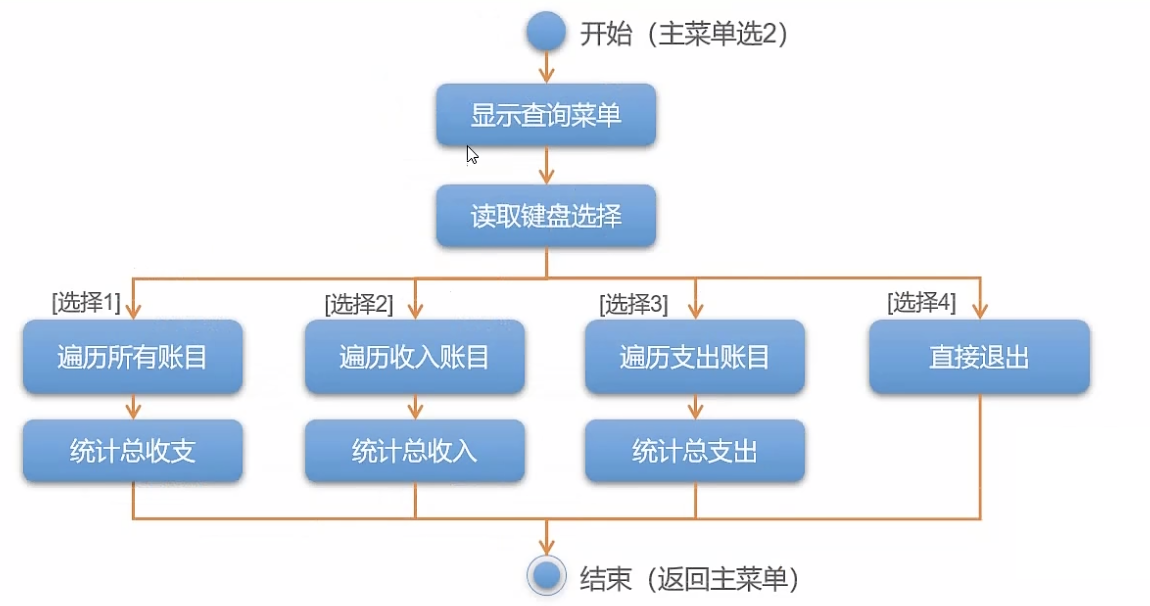 开始（主菜单选2）
显示查询菜单
读取键盘选择
[选择1]
[选择2]
[选择3]
[选择4]
遍历所有账目
遍历收入账目
遍历支出账目
直接退出
统计总收支
统计总收入
统计总支出
结束（返回主菜单）